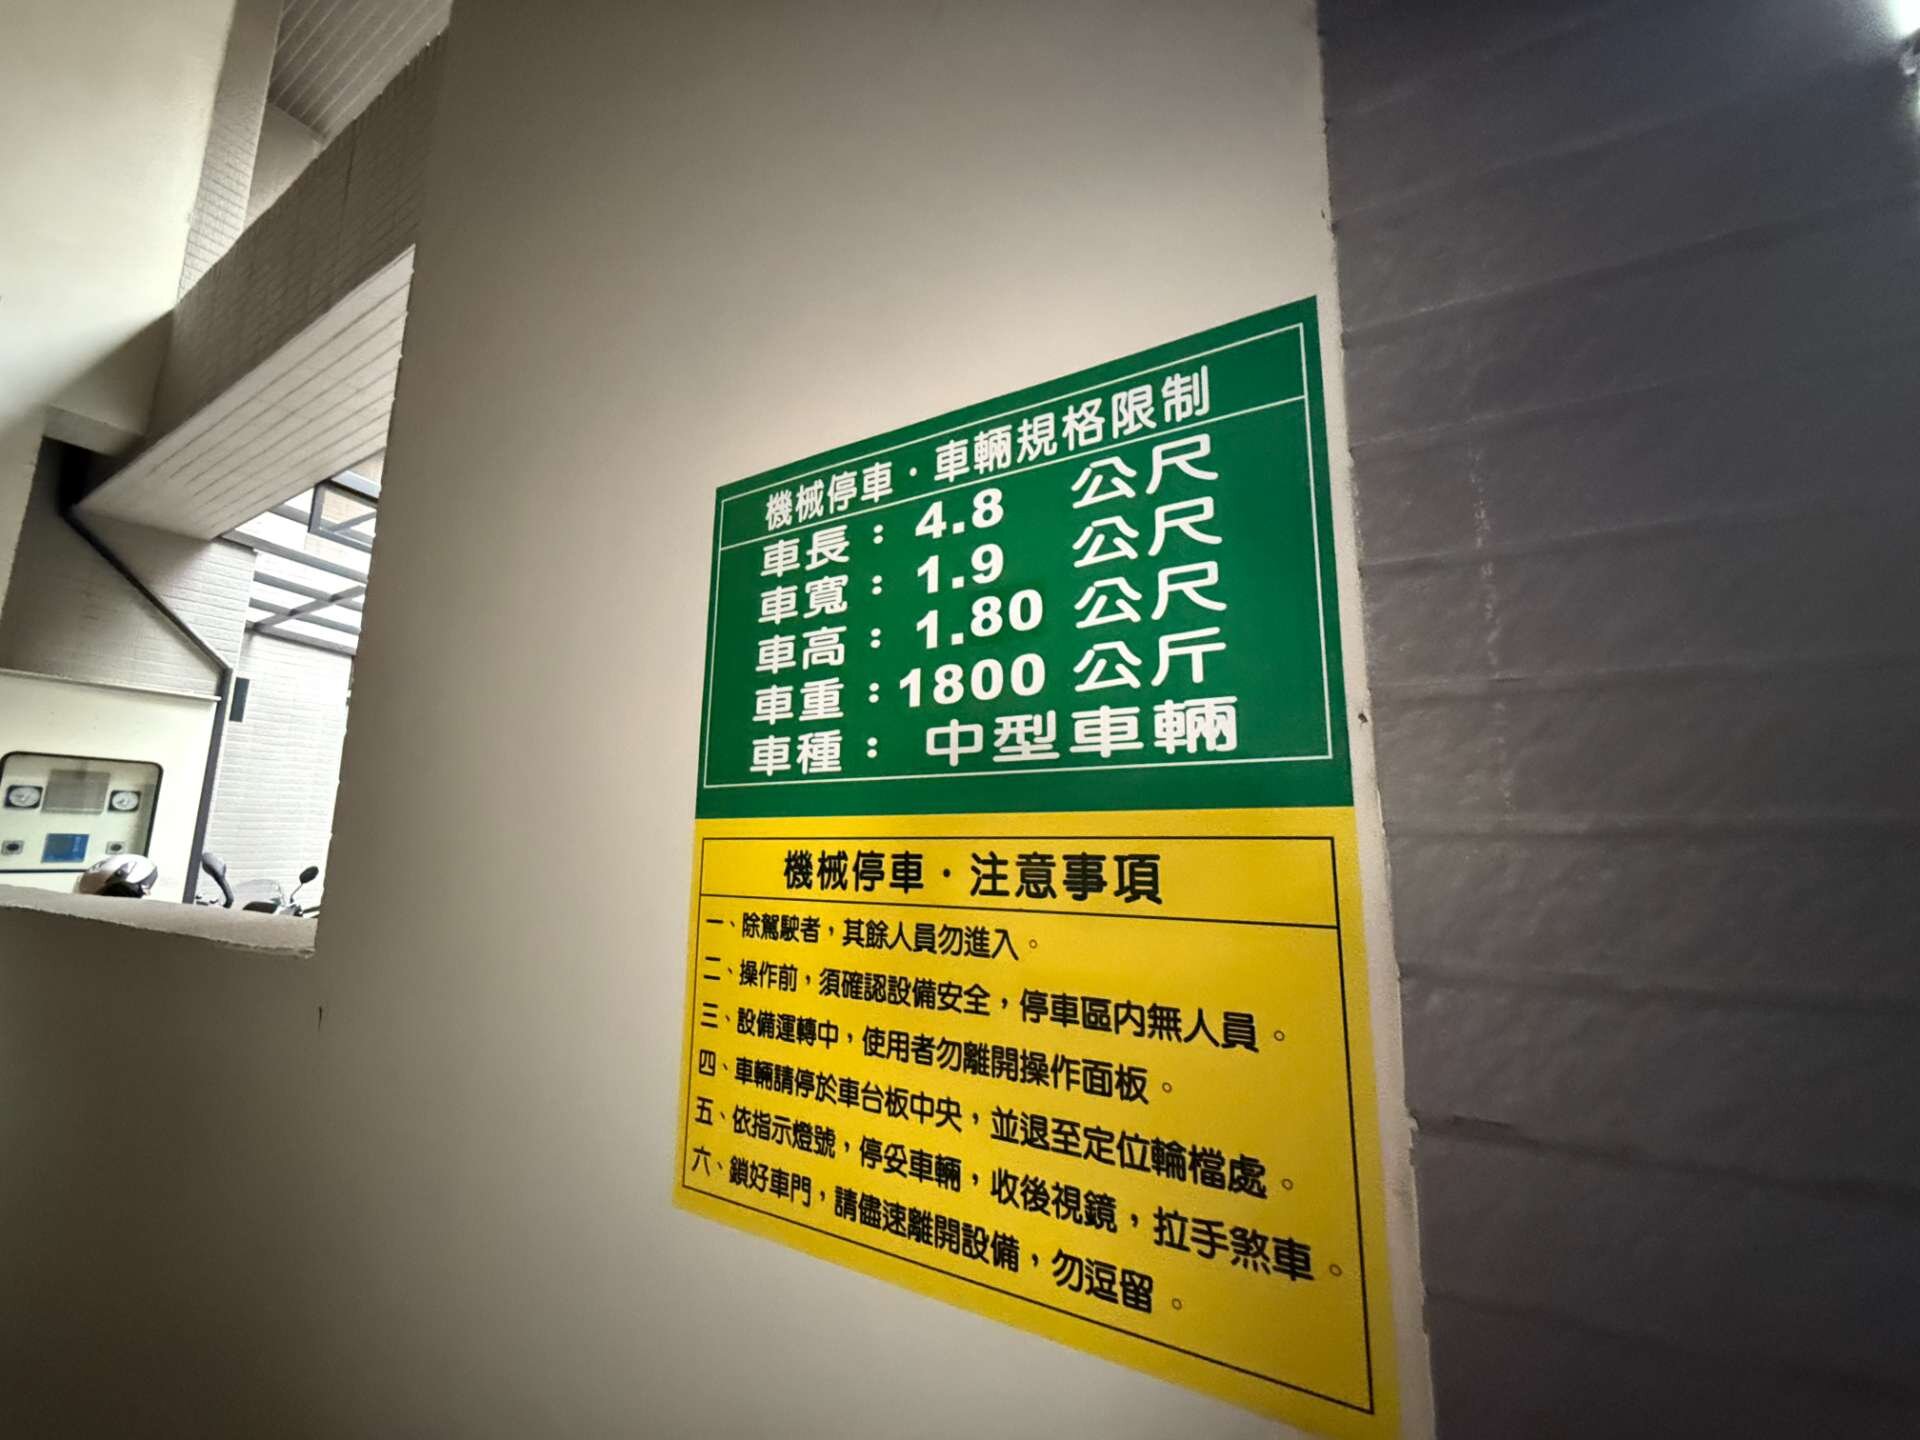 機械停車・車輛規格限制
車長：4.8 公尺
車寬：1.9 公尺
車高：1.80 公尺
車重：1800 公斤
車種：中型車輛
機械停車・注意事項
一、除駕駛者，其餘人員勿進入。
二、操作前，須確認設備安全，停車區內無人員。
三、設備運轉中，使用者勿離開操作面板。
四、車輛請停於車台板中央，並退至定位輪檔處。
五、依指示燈號，停妥車輛，收後視鏡，拉手煞車。
六、鎖好車門，請儘速離開設備，勿逗留。